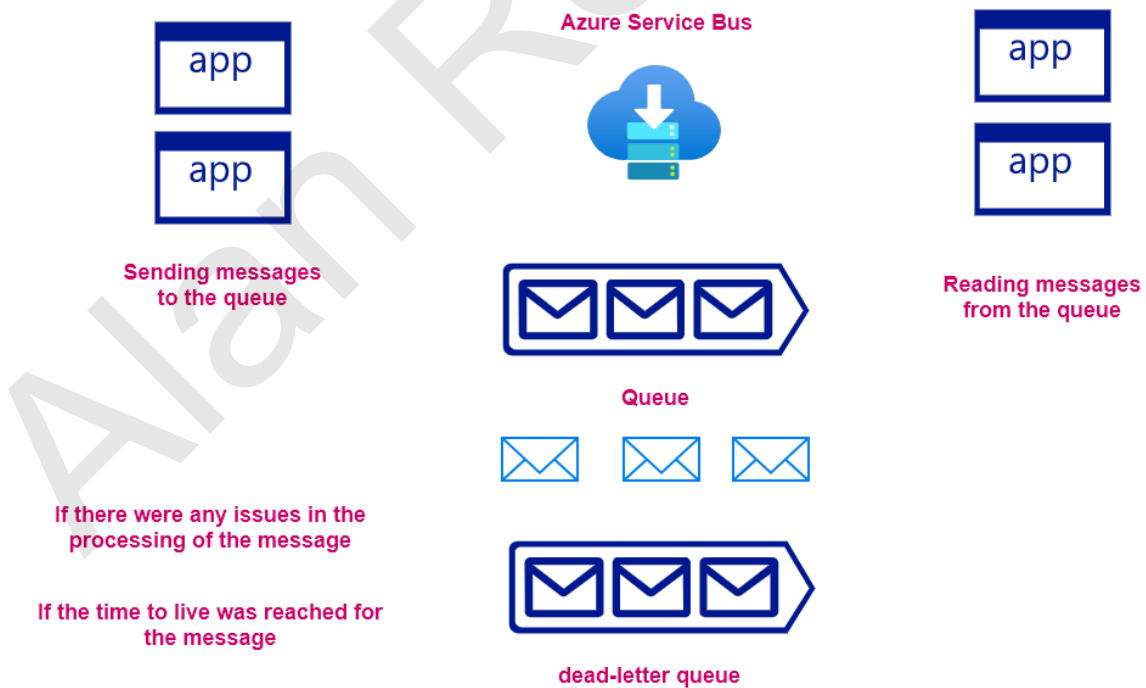 Azure Service Bus
app
app
app
app
Sending messages
to the queue
Reading messages
from the queue
Queue
If there were any issues in the
processing of the message
If the time to live was reached for
the message
dead-letter queue
Alan